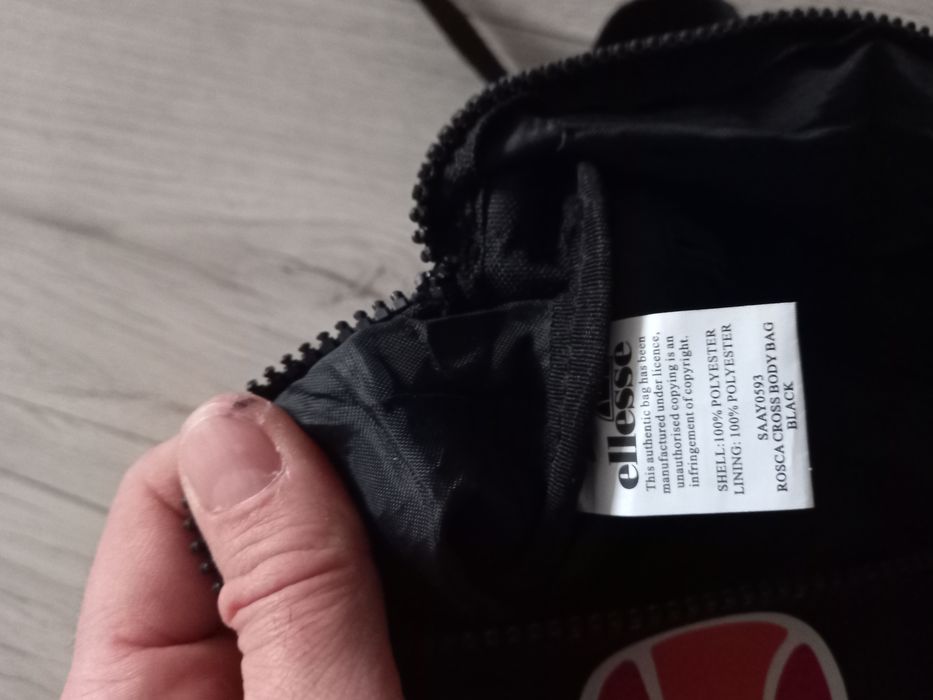 ellesse
This authentic bag has been
manufactured under licence,
unauthorised copying is an
infringement of copyright.
SHELL:100% POLYESTER
LINING: 100% POLYESTER
SAAY0593
ROSCA CROSS BODY BAG
BLACK